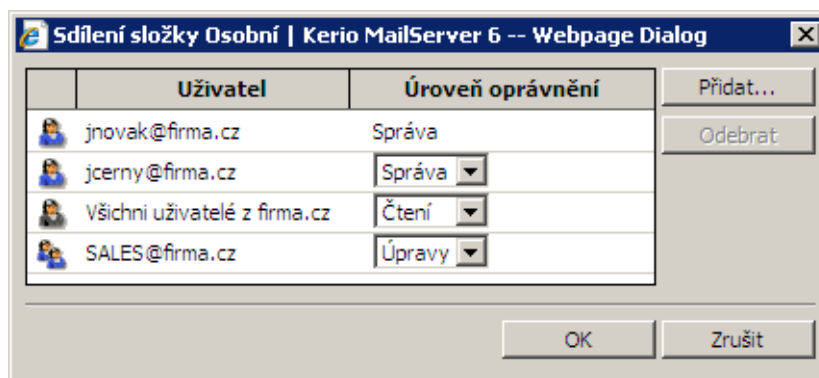 Sdílení složky Osobní | Kerio MailServer 6 -- Webpage Dialog
Uživatel Úroveň oprávnění Přidat...
jnovak@firma.cz Správa Odebrat
jcerny@firma.cz Správa
Všichni uživatelé z firma.cz Čtení
SALES@firma.cz Úpravy
OK Zrušit